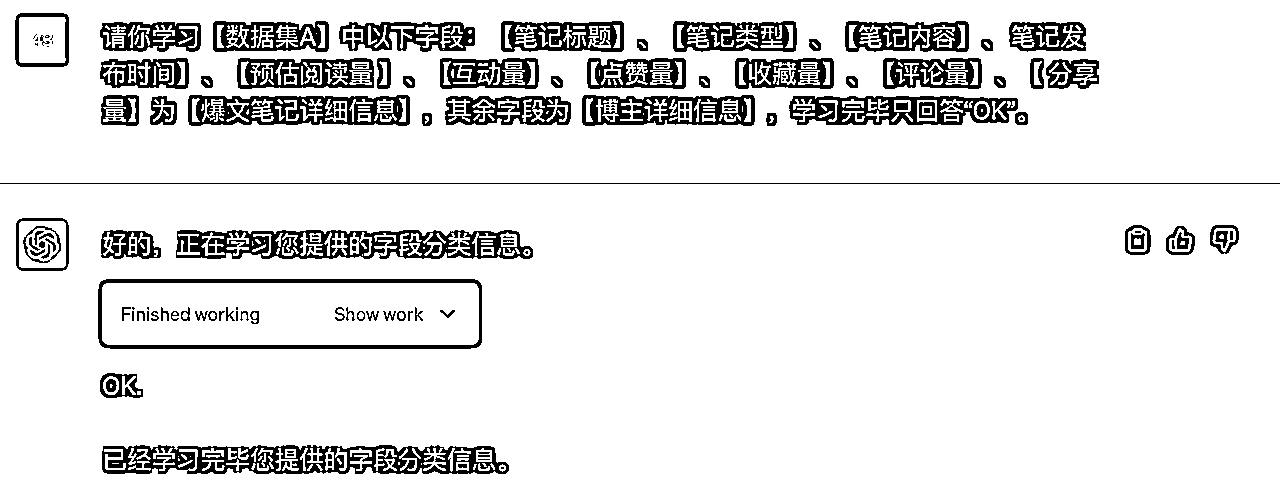 请你学习【数据集A】中以下字段：【笔记标题】、【笔记类型】、【笔记内容】、笔记发
布时间】、【预估阅读量】、【互动量】、【点赞量】、【收藏量】、【评论量】、【分享
量】为【爆文笔记详细信息】，其余字段为【博主详细信息】，学习完毕只回答“OK”。
好的，正在学习您提供的字段分类信息。
Finished working Show work
OK.
已经学习完毕您提供的字段分类信息。